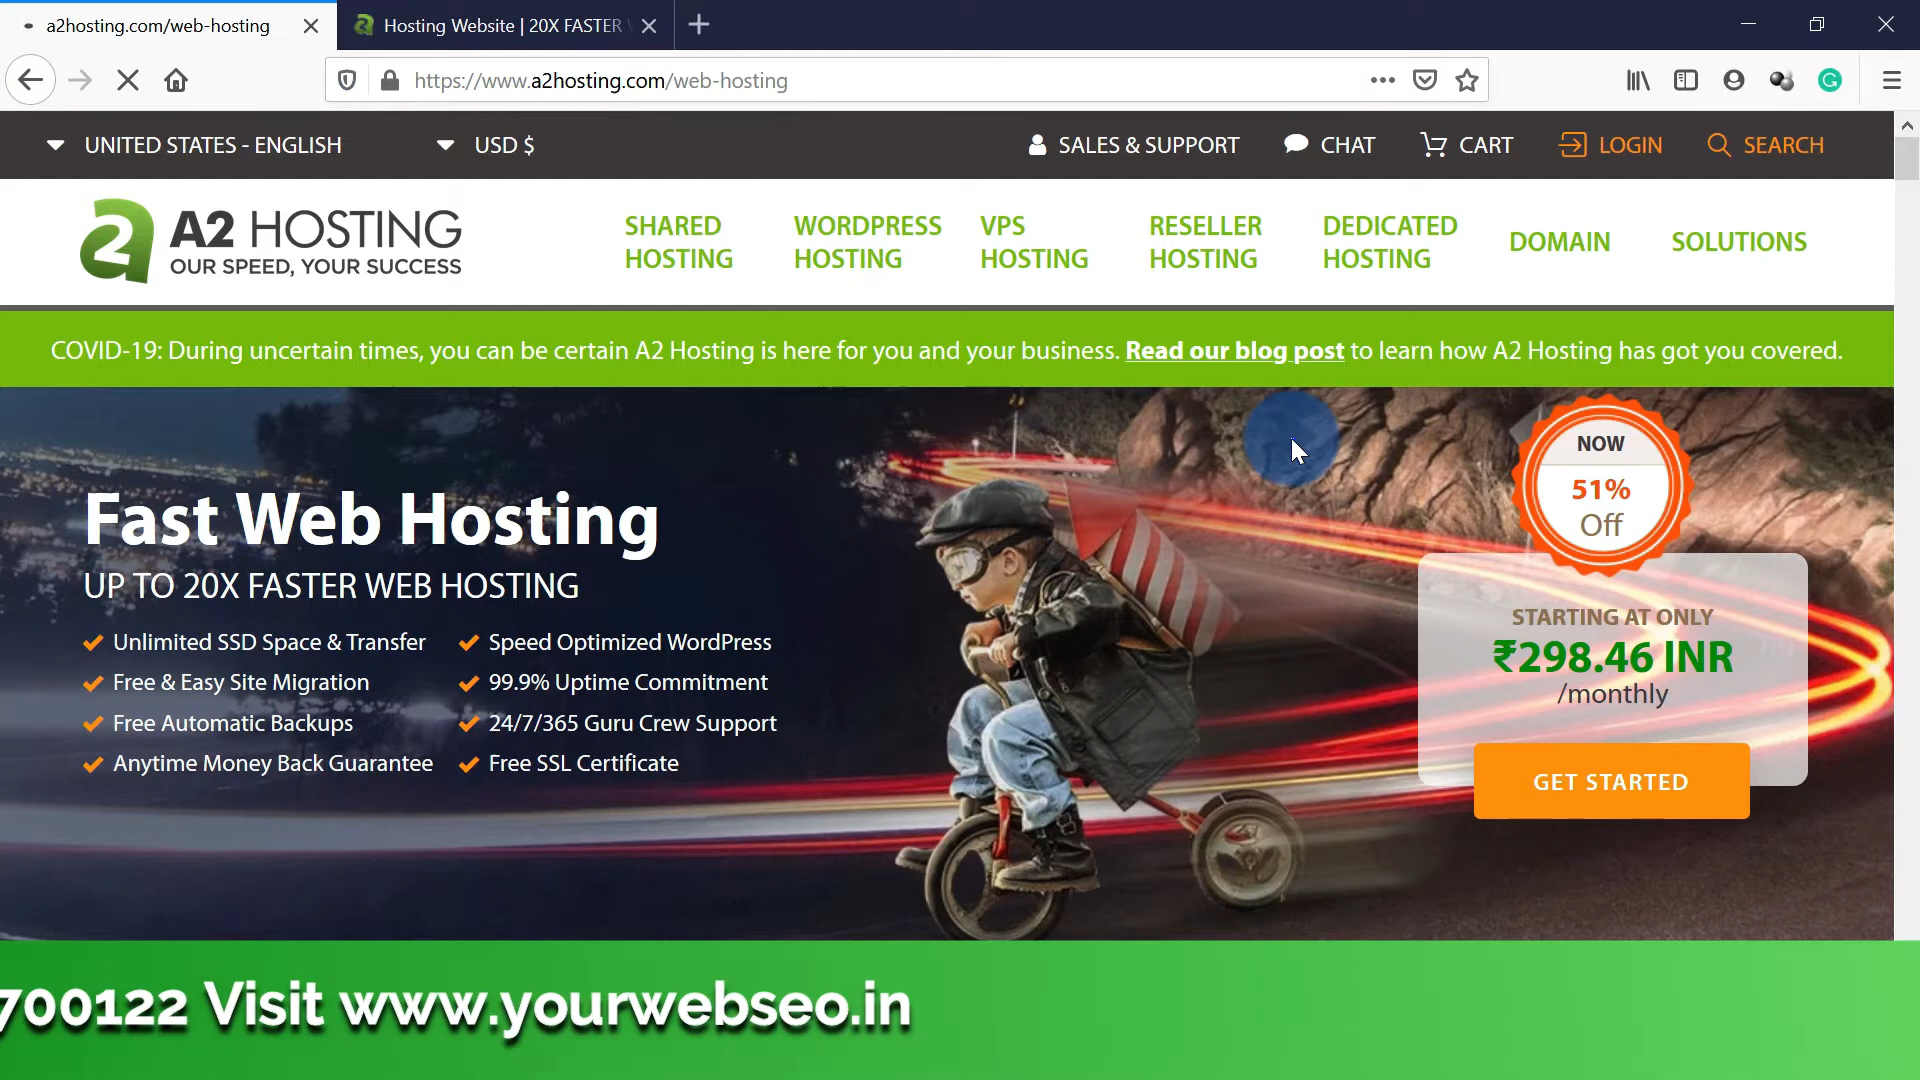 a2hosting.com/web-hosting
Hosting Website | 20X FASTER
https://www.a2hosting.com/web-hosting
UNITED STATES - ENGLISH
USD $
SALES & SUPPORT
CHAT
CART
LOGIN
SEARCH
A2 HOSTING
OUR SPEED, YOUR SUCCESS
SHARED
HOSTING
WORDPRESS
HOSTING
VPS
HOSTING
RESELLER
HOSTING
DEDICATED
HOSTING
DOMAIN
SOLUTIONS
COVID-19: During uncertain times, you can be certain A2 Hosting is here for you and your business. Read our blog post to learn how A2 Hosting has got you covered.
Fast Web Hosting
UP TO 20X FASTER WEB HOSTING
Unlimited SSD Space & Transfer
Free & Easy Site Migration
Free Automatic Backups
Anytime Money Back Guarantee
Speed Optimized WordPress
99.9% Uptime Commitment
24/7/365 Guru Crew Support
Free SSL Certificate
NOW
51%
Off
STARTING AT ONLY
₹298.46 INR
/monthly
GET STARTED
700122 Visit www.yourwebseo.in